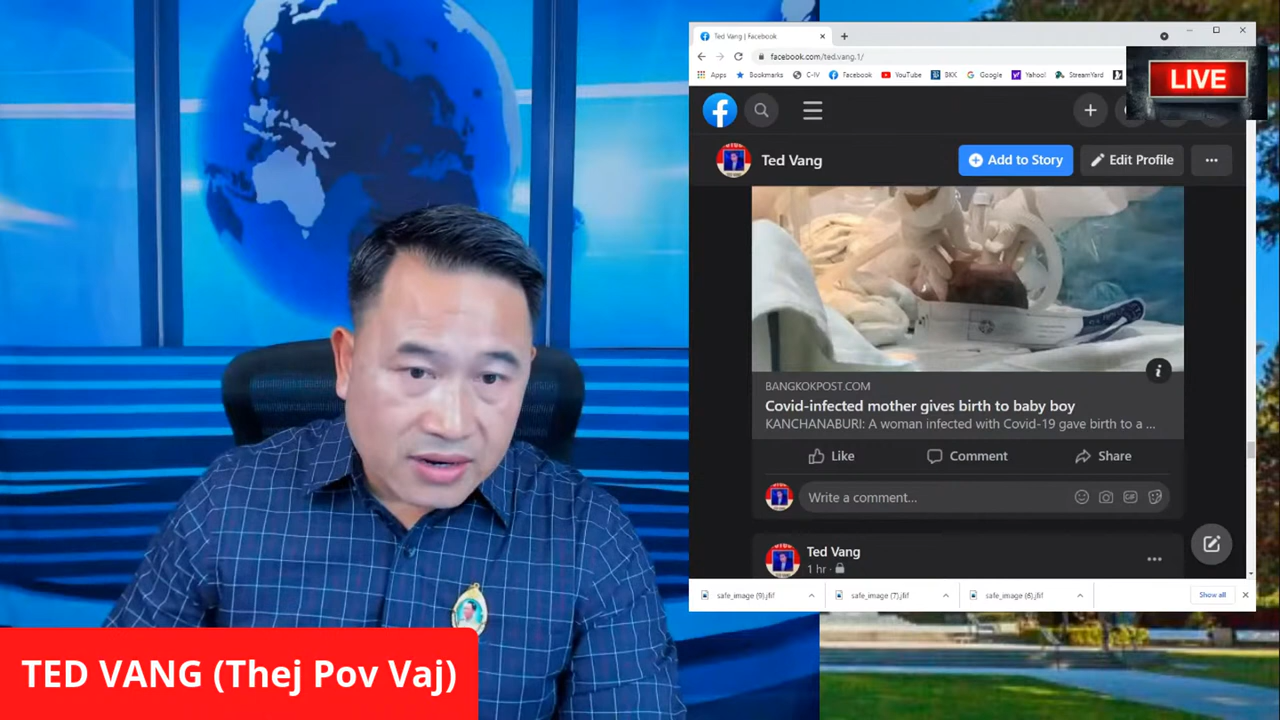 Ted Vang | Facebook
facebook.com/ted.vang.1/
Apps Bookmarks C-IV Facebook YouTube BKK Google Yahoo! StreamYard
LIVE
Ted Vang
Add to Story
Edit Profile
BANGKOKPOST.COM
Covid-infected mother gives birth to baby boy
KANCHANABURI: A woman infected with Covid-19 gave birth to a ...
Like Comment Share
Write a comment...
GIF
Ted Vang
1 hr ·
safe_image (9).jfif safe_image (7).jfif safe_image (6).jfif Show all
TED VANG (Thej Pov Vaj)